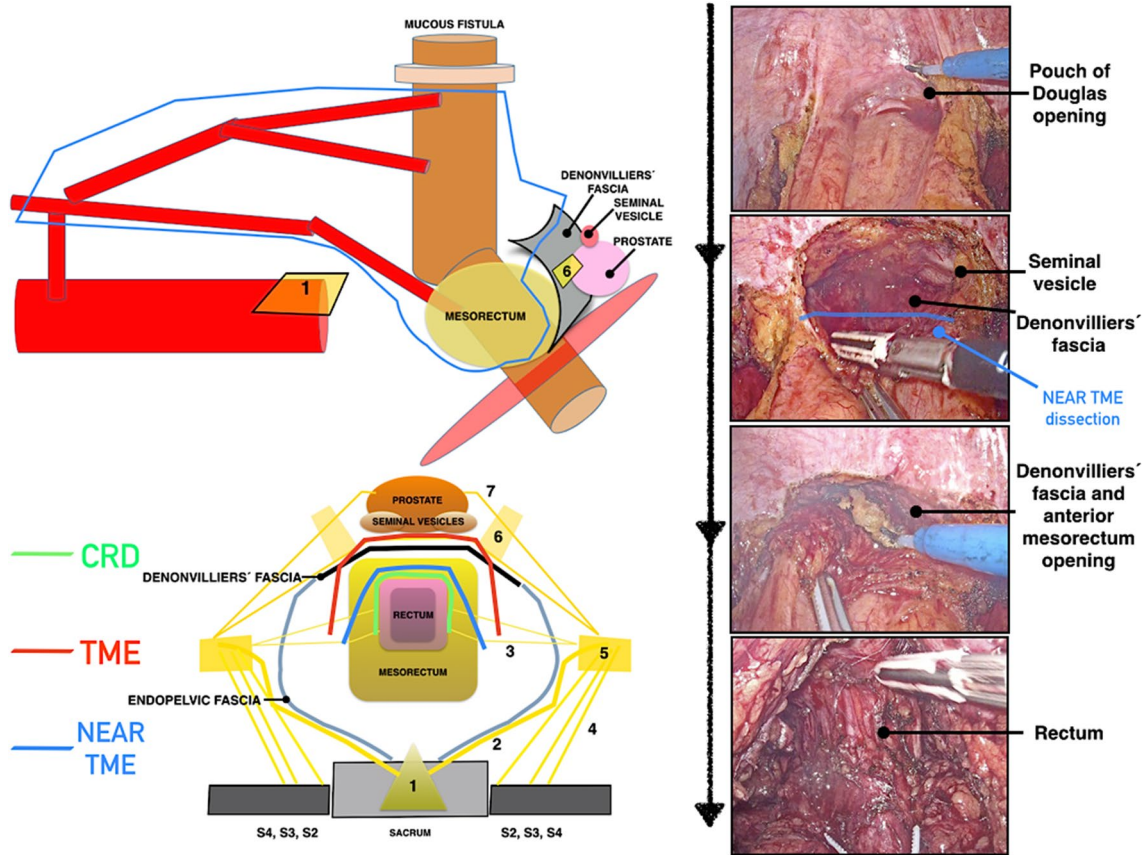 MUCOUS FISTULA
DENONVILLIERS´
FASCIA
SEMINAL
VESICLE
PROSTATE
6
1
MESORECTUM
7
PROSTATE
SEMINAL VESICLES
6
CRD
DENONVILLIERS´ FASCIA
RECTUM
TME
3
5
MESORECTUM
ENDOPELVIC FASCIA
4
NEAR
TME
2
1
S4, S3, S2
SACRUM
S2, S3, S4
Pouch of
Douglas
opening
Seminal
vesicle
Denonvilliers´
fascia
NEAR TME
dissection
Denonvilliers´
fascia and
anterior
mesorectum
opening
Rectum